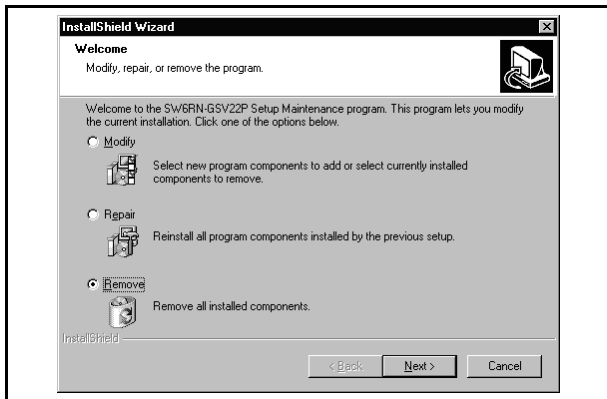 InstallShield Wizard
Welcome
Modify, repair, or remove the program.
Welcome to the SW6RN-GSV22P Setup Maintenance program. This program lets you modify
the current installation. Click one of the options below.
Modify
Select new program components to add or select currently installed
components to remove.
Repair
Reinstall all program components installed by the previous setup.
Remove
Remove all installed components.
InstallShield
< Back
Next >
Cancel